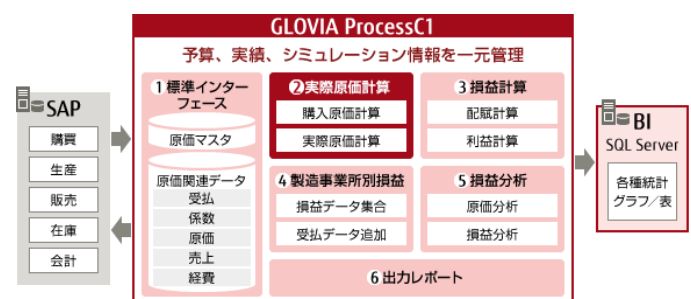 GLOVIA ProcessC1
予算、実績、シミュレーション情報を一元管理
SAP
購買
生産
販売
在庫
会計
1標準インター
フェース
原価マスタ
原価関連データ
受払
係数
原価
売上
経費
2実際原価計算
購入原価計算
実際原価計算
3損益計算
配賦計算
利益計算
4製造事業所別損益
損益データ集合
受払データ追加
5損益分析
原価分析
損益分析
6出力レポート
BI
SQL Server
各種統計
グラフ／表